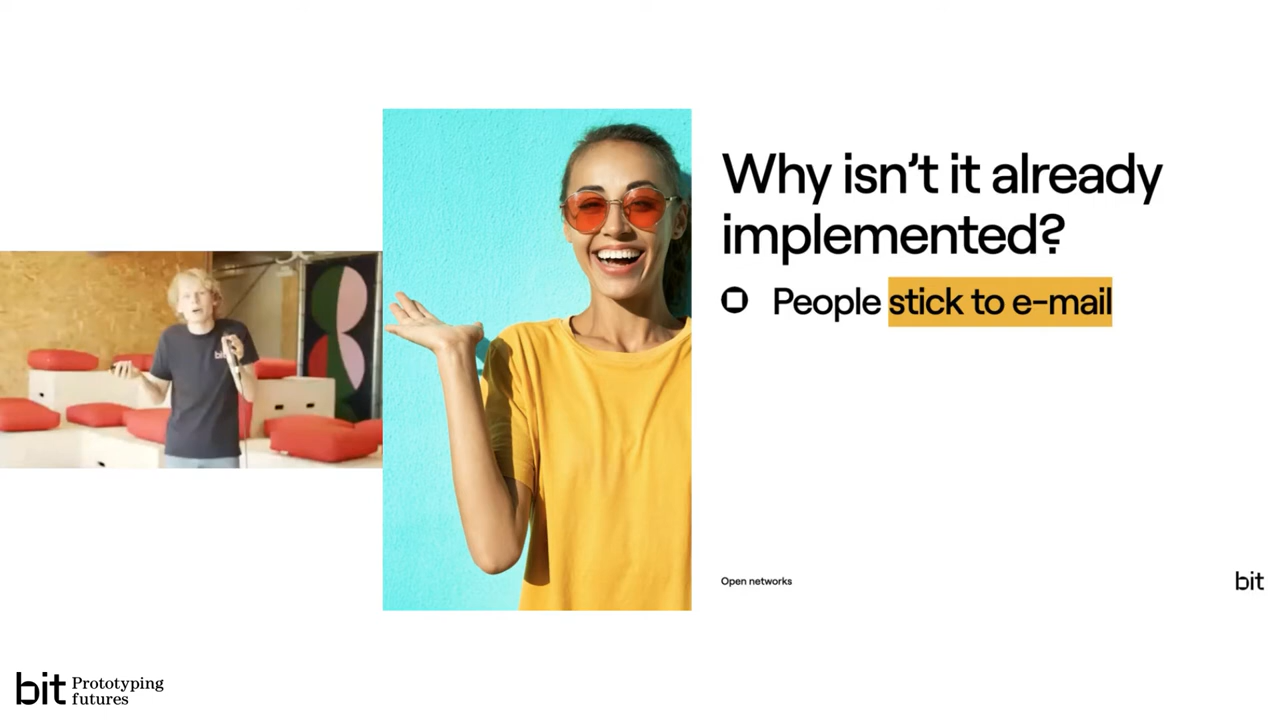 Why isn’t it already
implemented?
People stick to e-mail
Open networks
bit
bit Prototyping
futures